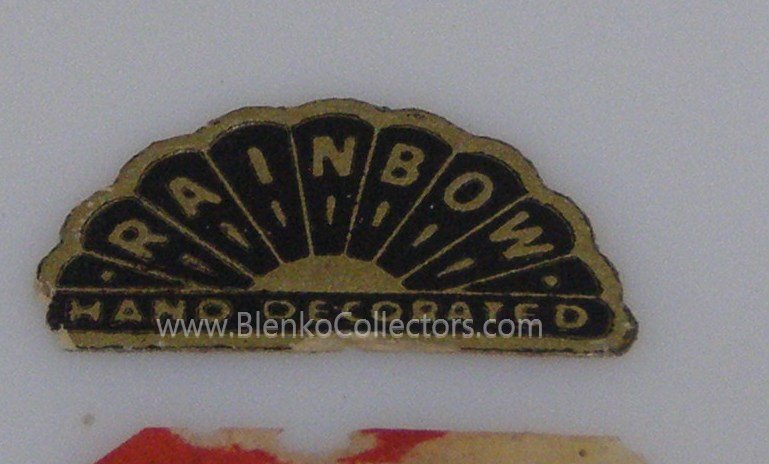 RAINBOW
HAND DECORATED
www.BlenkoCollectors.com